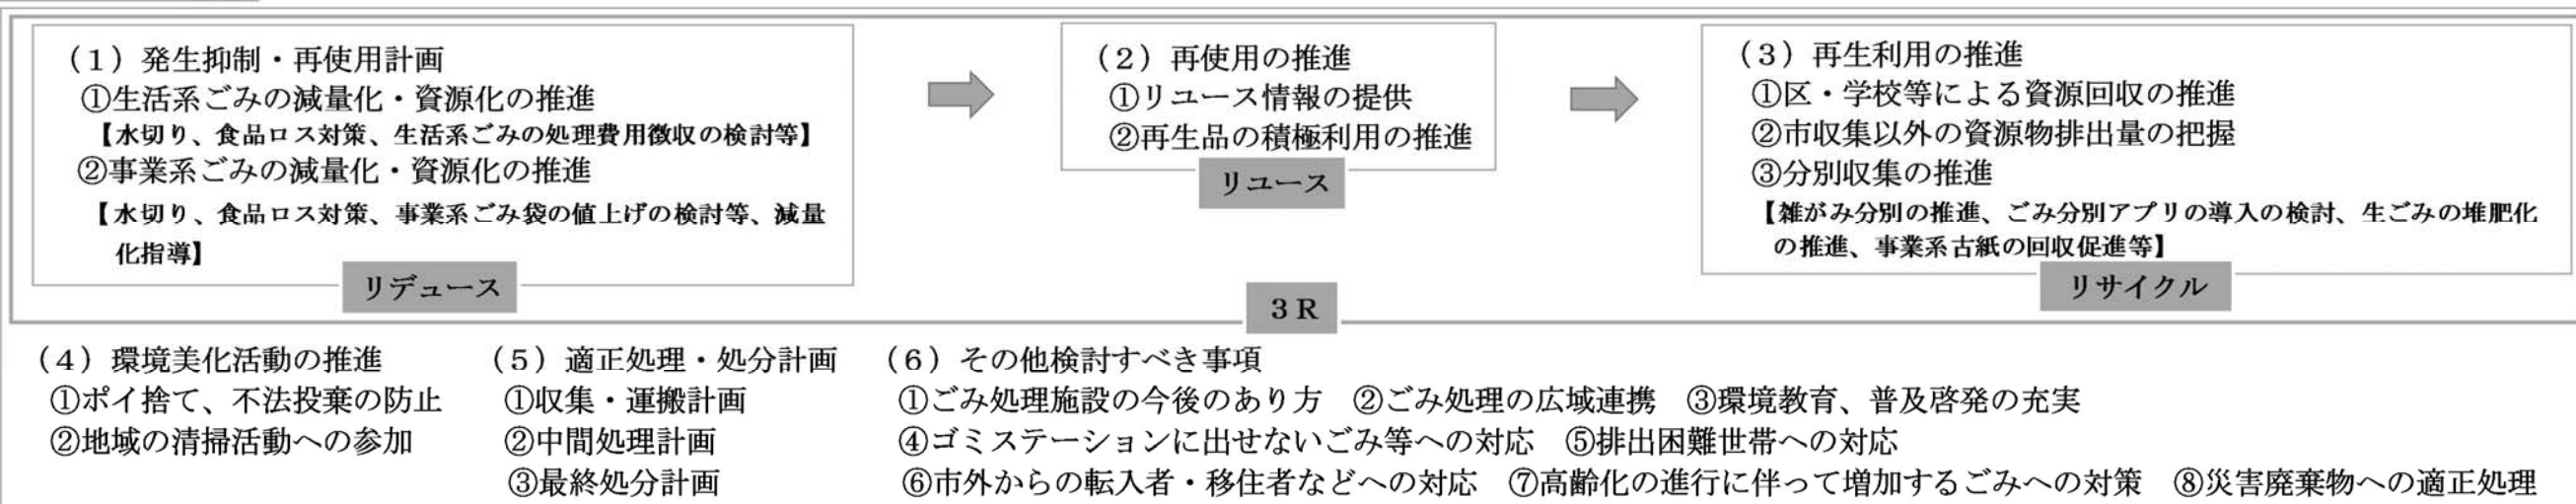 (1)発生抑制・再使用計画
①生活系ごみの減量化・資源化の推進
【水切り、食品ロス対策、生活系ごみの処理費用徴収の検討等】
②事業系ごみの減量化・資源化の推進
【水切り、食品ロス対策、事業系ごみ袋の値上げの検討等、減量
化指導】
リデュース
(2)再使用の推進
①リユース情報の提供
②再生品の積極利用の推進
リユース
(3)再生利用の推進
①区・学校等による資源回収の推進
②市収集以外の資源物排出量の把握
③分別収集の推進
【雑がみ分別の推進、ごみ分別アプリの導入の検討、生ごみの堆肥化
の推進、事業系古紙の回収促進等】
リサイクル
3R
(4)環境美化活動の推進
①ポイ捨て、不法投棄の防止
②地域の清掃活動への参加
(5)適正処理・処分計画
①収集・運搬計画
②中間処理計画
③最終処分計画
(6)その他検討すべき事項
①ごみ処理施設の今後のあり方 ②ごみ処理の広域連携 ③環境教育、普及啓発の充実
④ゴミステーションに出せないごみ等への対応 ⑤排出困難世帯への対応
⑥市外からの転入者・移住者などへの対応 ⑦高齢化の進行に伴って増加するごみへの対策 ⑧災害廃棄物への適正処理